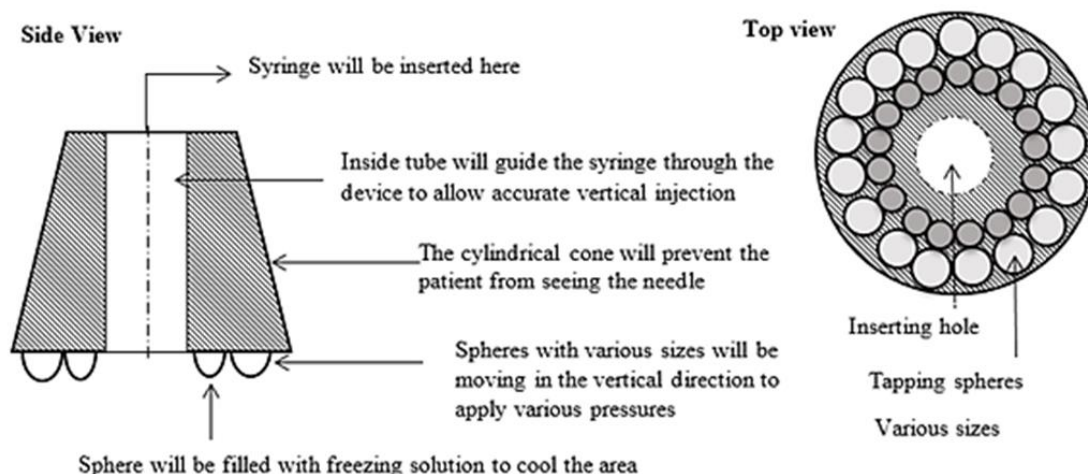 Side View
Syringe will be inserted here
Inside tube will guide the syringe through the
device to allow accurate vertical injection
The cylindrical cone will prevent the
patient from seeing the needle
Spheres with various sizes will be
moving in the vertical direction to
apply various pressures
Sphere will be filled with freezing solution to cool the area
Top view
Inserting hole
Tapping spheres
Various sizes